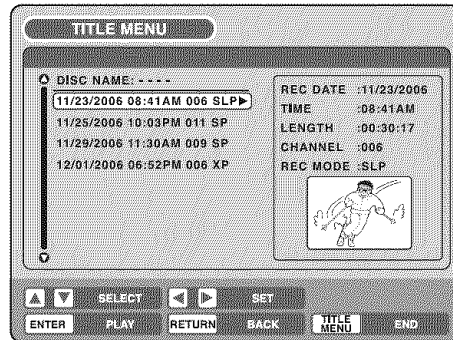 TITLE MENU
DISC NAME: - - - -
11/23/2006 08:41AM 006 SLP▶
11/25/2006 10:03PM 011 SP
11/29/2006 11:30AM 009 SP
12/01/2006 06:52PM 006 XP
REC DATE :11/23/2006
TIME :08:41AM
LENGTH :00:30:17
CHANNEL :006
REC MODE :SLP
SELECT SET
ENTER PLAY RETURN BACK TITLE MENU END